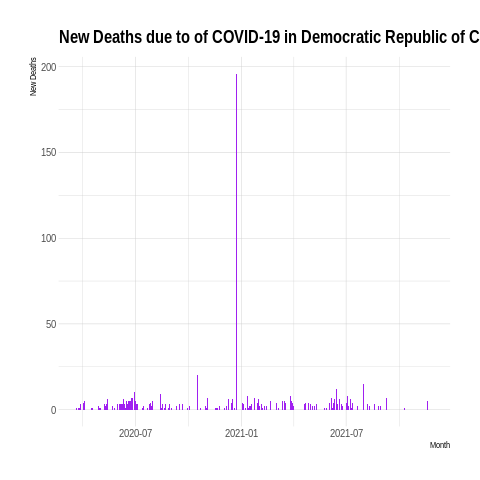 New Deaths due to of COVID-19 in Democratic Republic of C
New Deaths
200
150
100
50
0
2020-07
2021-01
2021-07
Month